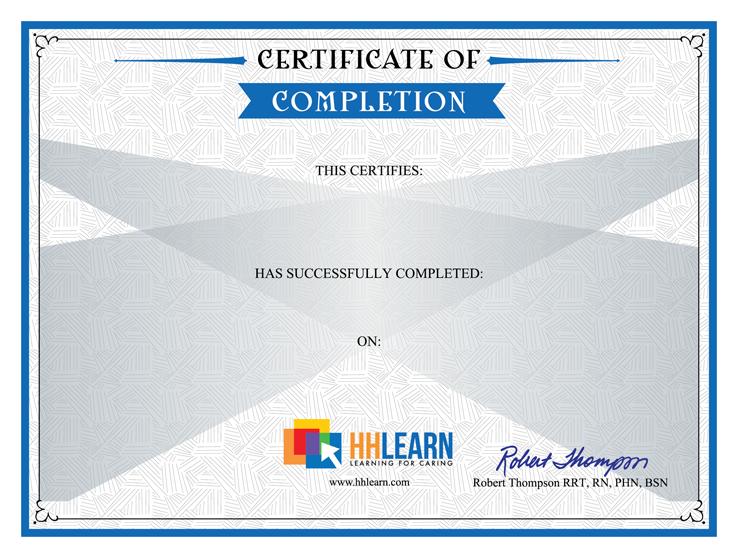 CERTIFICATE OF
COMPLETION
THIS CERTIFIES:
HAS SUCCESSFULLY COMPLETED:
ON:
HHLEARN
LEARNING FOR CARING
www.hhlearn.com
Robert Thompson
Robert Thompson RRT, RN, PHN, BSN